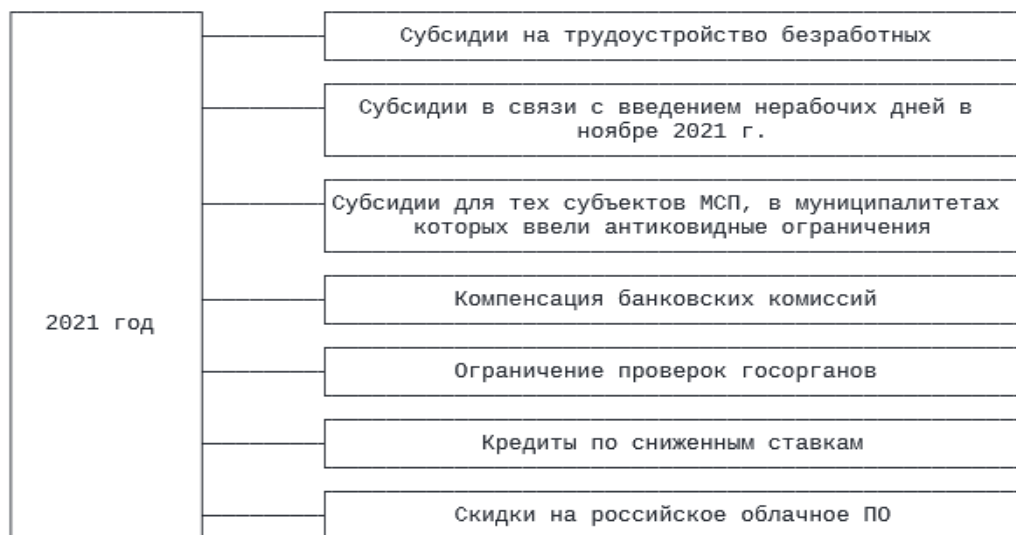 Субсидии на трудоустройство безработных
Субсидии в связи с введением нерабочих дней в
ноябре 2021 г.
Субсидии для тех субъектов МСП, в муниципалитетах
которых ввели антиковидные ограничения
Компенсация банковских комиссий
2021 год
Ограничение проверок госорганов
Кредиты по сниженным ставкам
Скидки на российское облачное ПО